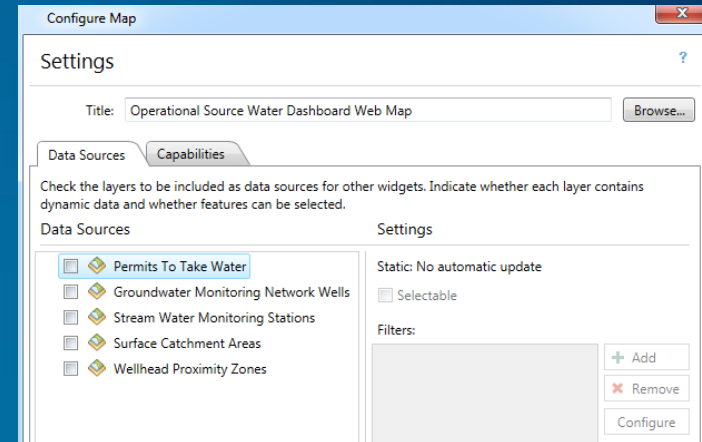 Configure Map
x
Settings
?
Title: Operational Source Water Dashboard Web Map Browse...
Data Sources Capabilities
Check the layers to be included as data sources for other widgets. Indicate whether each layer contains
dynamic data and whether features can be selected.
Data Sources Settings
Permits To Take Water Static: No automatic update
Groundwater Monitoring Network Wells Selectable
Stream Water Monitoring Stations
Filters:
Surface Catchment Areas
Wellhead Proximity Zones
Add
Remove
Configure